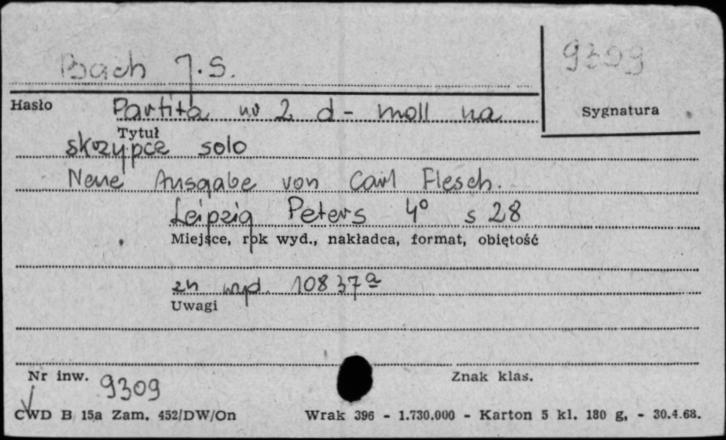 Bach J.S.
9309
Hasło
Partita nr 2 d-moll na
Sygnatura
Tytuł
skrzypce solo
Neue Ausgabe von Carl Flesch.
Leipzig Peters 4° s 28
Miejsce, rok wyd., nakładca, format, obiętość
zn wyd. 10837a
Uwagi
Nr inw. 9309
Znak klas.
CWD B 15a Zam. 452/DW/On Wrak 396 - 1.730.000 - Karton 5 kl. 180 g. - 30.4.68.